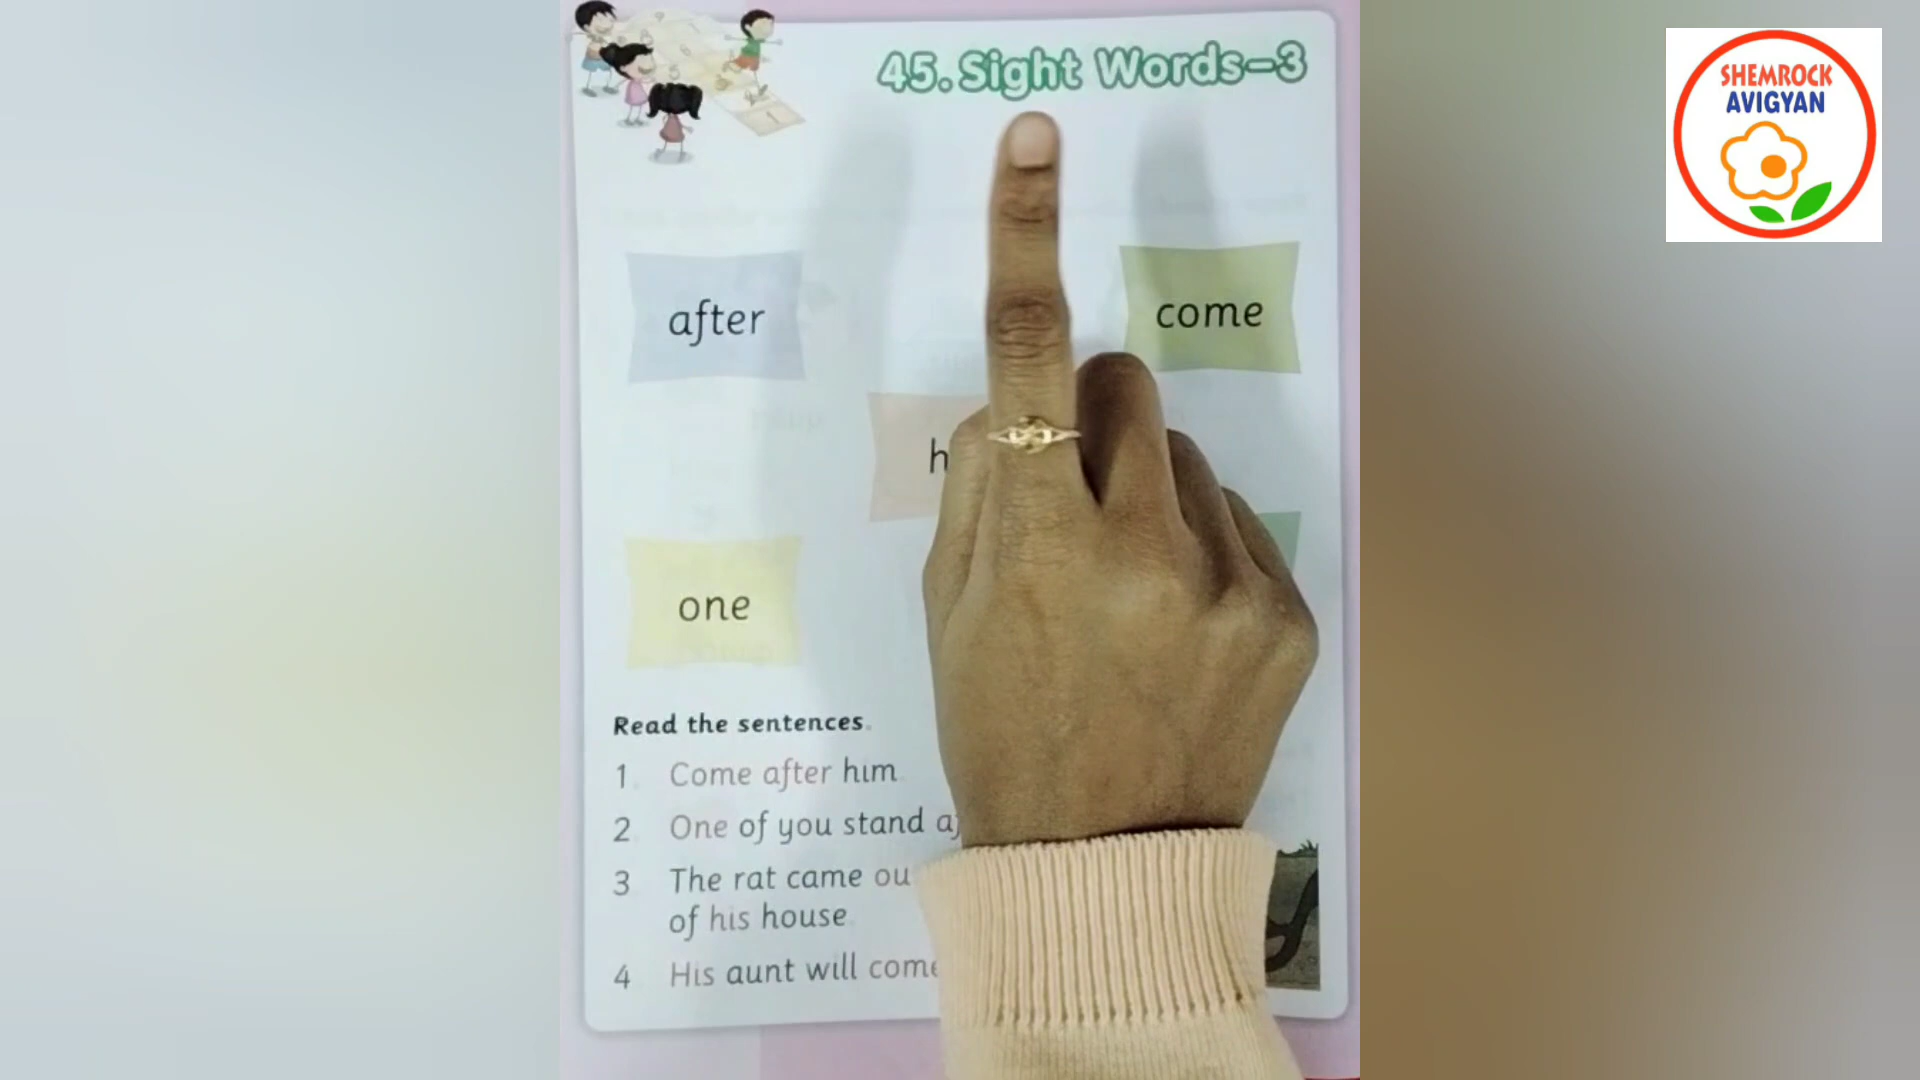 45. Sight Words-3
SHEMROCK
AVIGYAN
after
come
one
Read the sentences.
1. Come after him
2 One of you stand
3 The rat came
of his house
4 His aunt will come